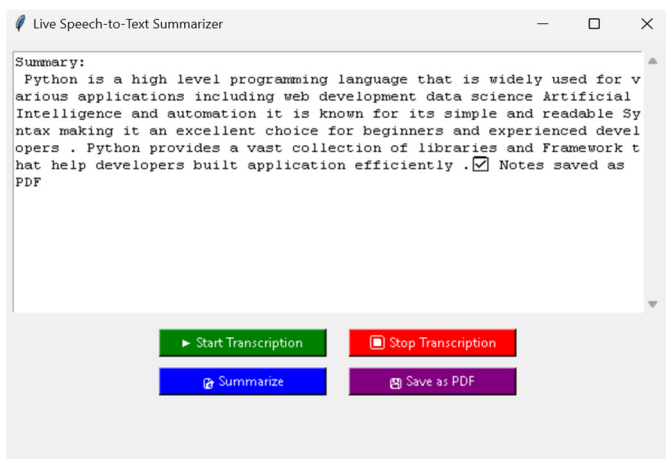 Live Speech-to-Text Summarizer
Summary:
Python is a high level programming language that is widely used for v
arious applications including web development data science Artificial
Intelligence and automation it is known for its simple and readable Sy
ntax making it an excellent choice for beginners and experienced devel
opers . Python provides a vast collection of libraries and Framework t
hat help developers built application efficiently .☑ Notes saved as
PDF
▶ Start Transcription
⏹ Stop Transcription
Summarize
Save as PDF